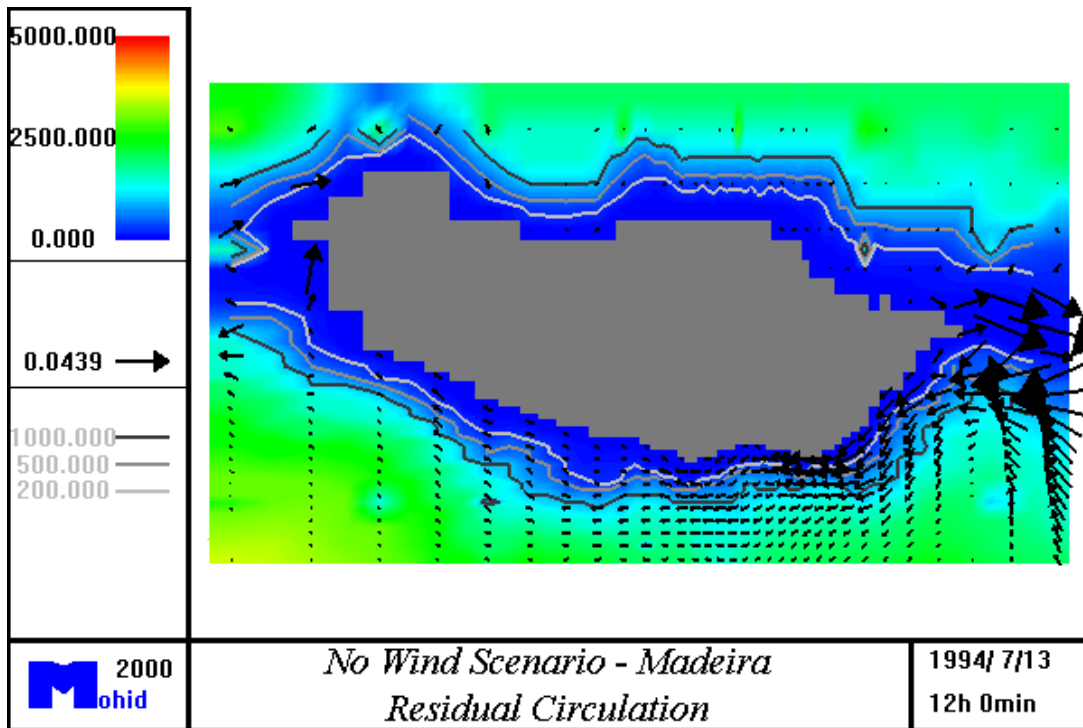 5000.000
2500.000
0.000
0.0439
1000.000
500.000
200.000
2000
Mohid
No Wind Scenario - Madeira
Residual Circulation
1994/ 7/13
12h 0min